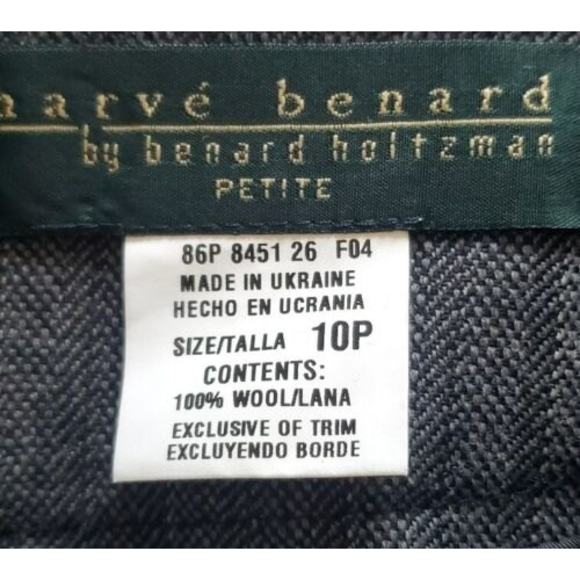 harvé benard
by benard holtzman
PETITE
86P 8451 26 F04
MADE IN UKRAINE
HECHO EN UCRANIA
SIZE/TALLA 10P
CONTENTS:
100% WOOL/LANA
EXCLUSIVE OF TRIM
EXCLUYENDO BORDE